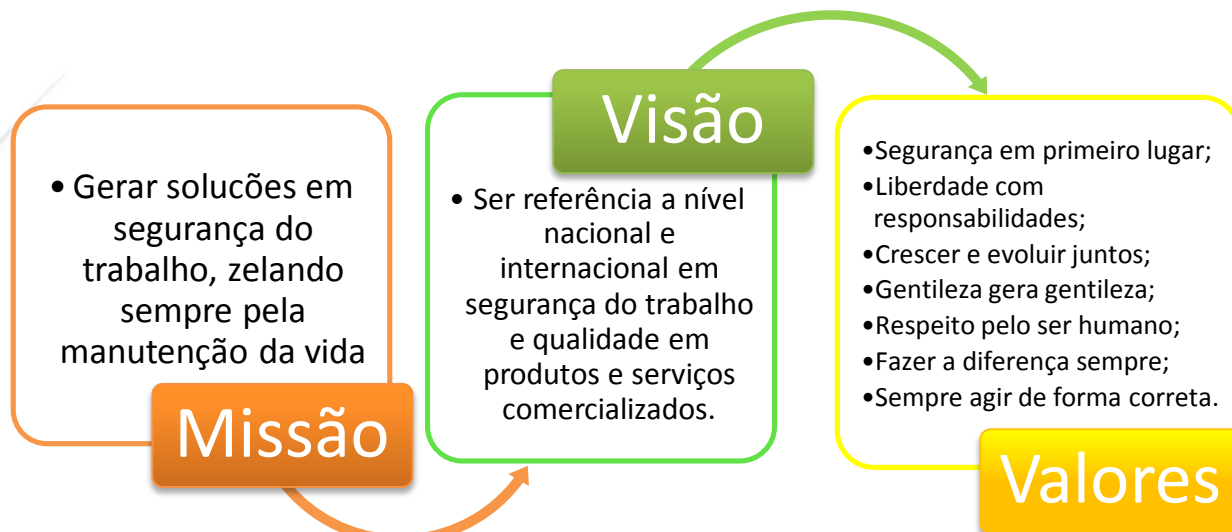 • Gerar solucões em
segurança do
trabalho, zelando
sempre pela
manutenção da vida
Missão
Visão
• Ser referência a nível
nacional e
internacional em
segurança do trabalho
e qualidade em
produtos e serviços
comercializados.
•Segurança em primeiro lugar;
•Liberdade com
responsabilidades;
•Crescer e evoluir juntos;
•Gentileza gera gentileza;
•Respeito pelo ser humano;
•Fazer a diferença sempre;
•Sempre agir de forma correta.
Valores